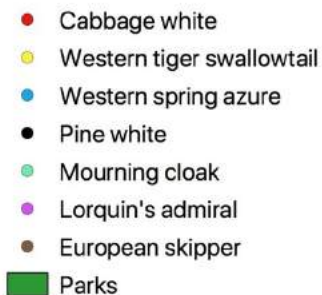 Cabbage white
Western tiger swallowtail
Western spring azure
Pine white
Mourning cloak
Lorquin's admiral
European skipper
Parks